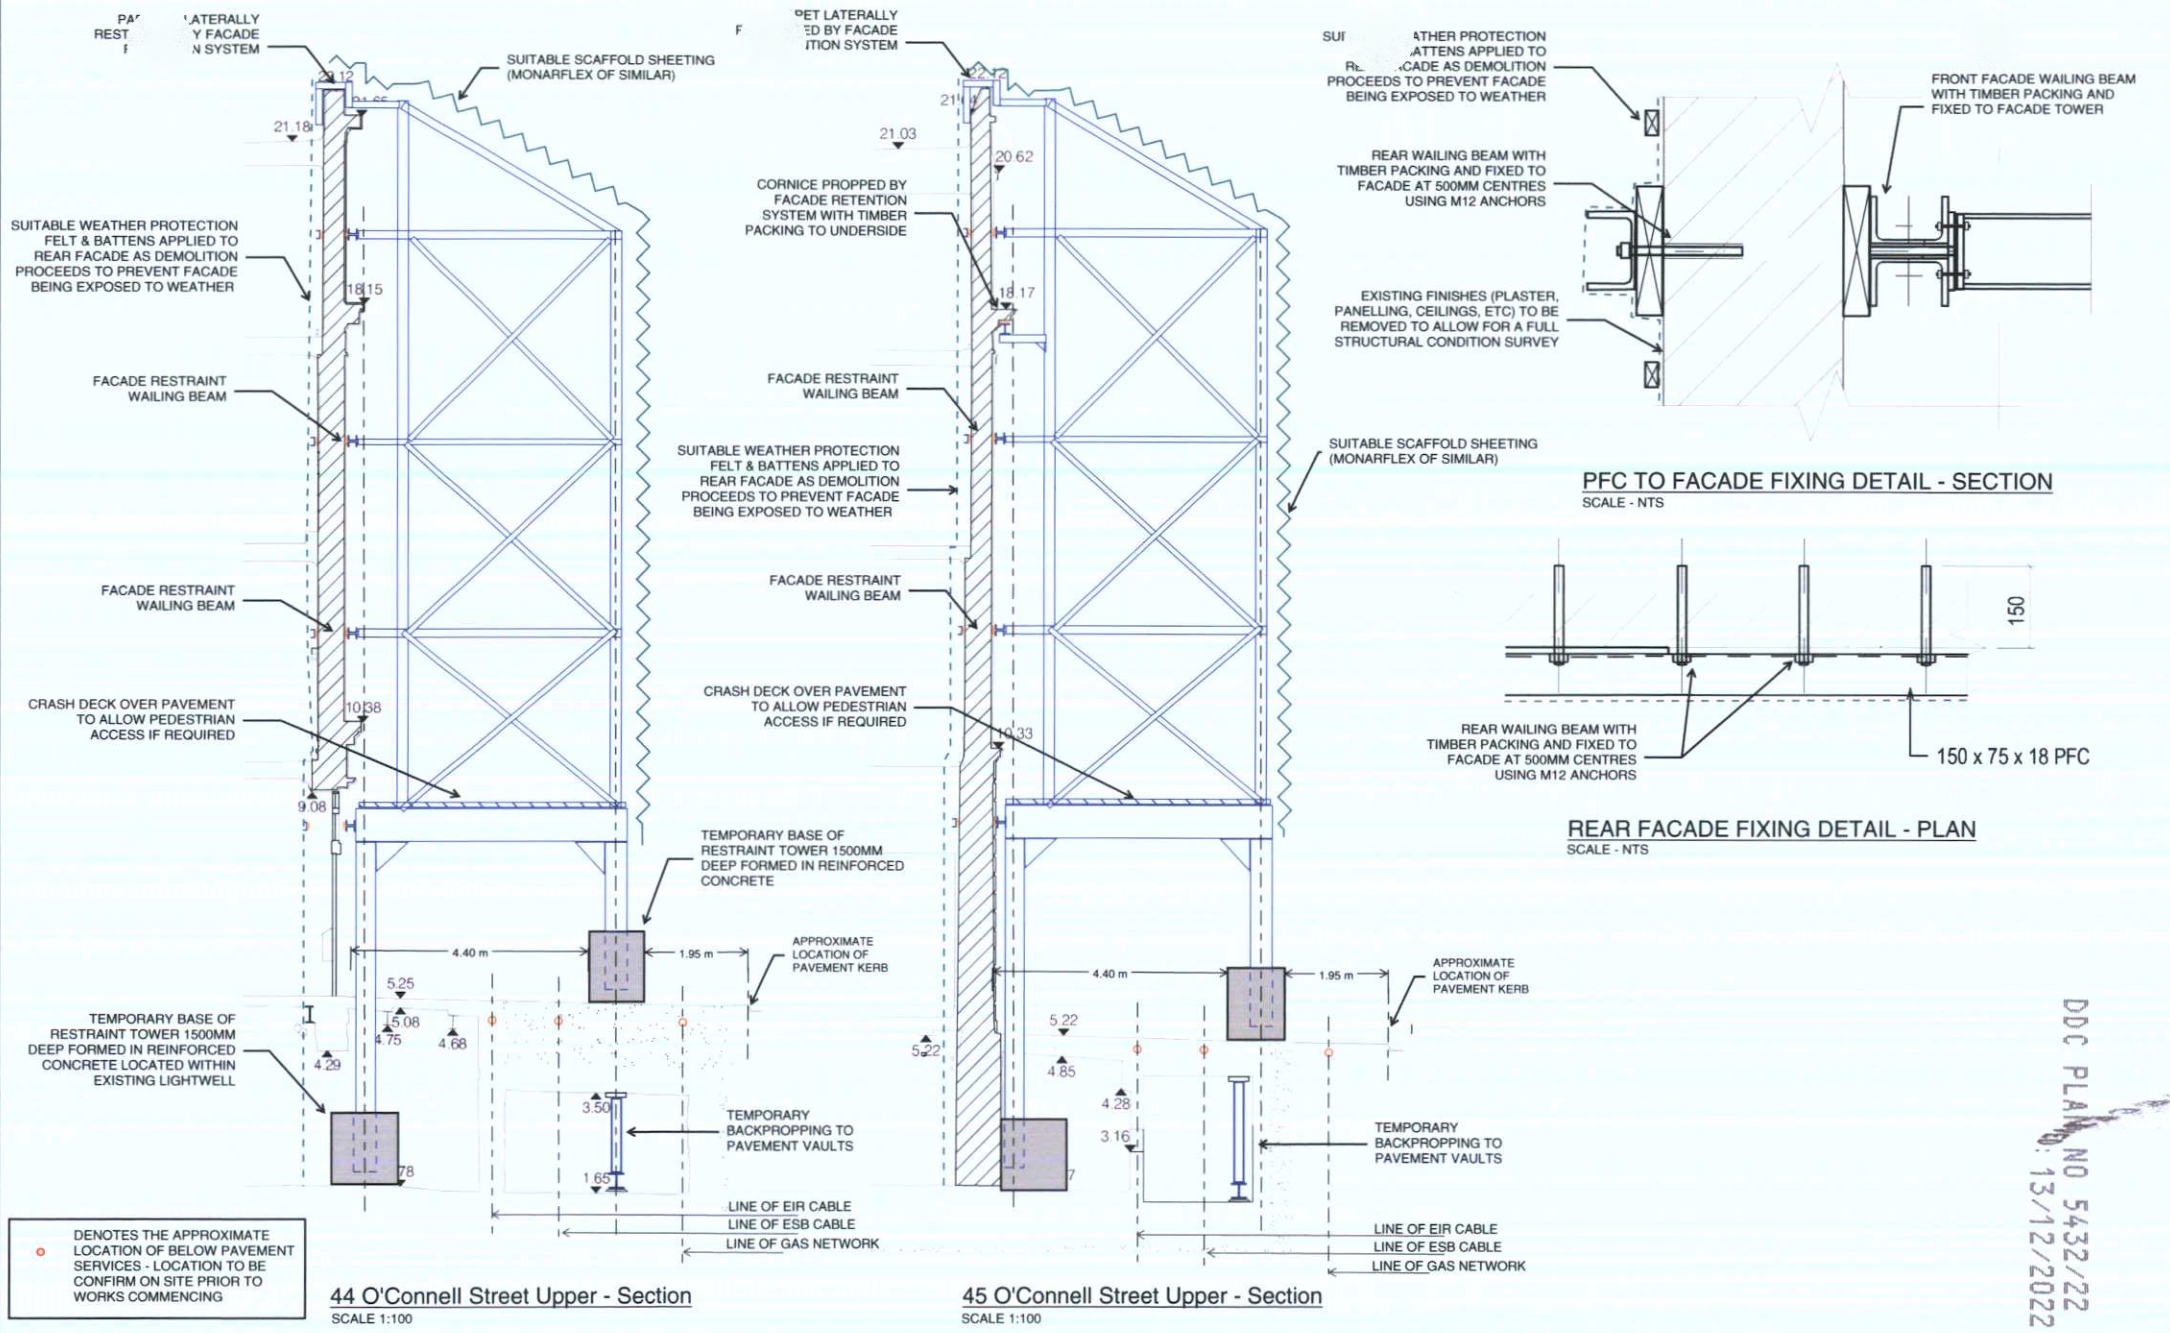 LATERALLY
REST
FACADE
SYSTEM
SUITABLE SCAFFOLD SHEETING
(MONARFLEX OF SIMILAR)
21.18
SUITABLE WEATHER PROTECTION
FELT & BATTENS APPLIED TO
REAR FACADE AS DEMOLITION
PROCEEDS TO PREVENT FACADE
BEING EXPOSED TO WEATHER
18.15
FACADE RESTRAINT
WAILING BEAM
FACADE RESTRAINT
WAILING BEAM
CRASH DECK OVER PAVEMENT
TO ALLOW PEDESTRIAN
ACCESS IF REQUIRED
10.38
9.08
TEMPORARY BASE OF
RESTRAINT TOWER 1500MM
DEEP FORMED IN REINFORCED
CONCRETE
4.40 m
1.95 m
APPROXIMATE
LOCATION OF
PAVEMENT KERB
5.25
5.08
4.75
4.68
4.29
TEMPORARY BASE OF
RESTRAINT TOWER 1500MM
DEEP FORMED IN REINFORCED
CONCRETE LOCATED WITHIN
EXISTING LIGHTWELL
3.50
1.65
78
TEMPORARY
BACKPROPPING TO
PAVEMENT VAULTS
LINE OF EIR CABLE
LINE OF ESB CABLE
LINE OF GAS NETWORK
DENOTES THE APPROXIMATE
LOCATION OF BELOW PAVEMENT
SERVICES - LOCATION TO BE
CONFIRM ON SITE PRIOR TO
WORKS COMMENCING
44 O'Connell Street Upper - Section
SCALE 1:100
LATERALLY
BY FACADE
SYSTEM
21.03
20.62
CORNICE PROPPED BY
FACADE RETENTION
SYSTEM WITH TIMBER
PACKING TO UNDERSIDE
18.17
FACADE RESTRAINT
WAILING BEAM
SUITABLE WEATHER PROTECTION
FELT & BATTENS APPLIED TO
REAR FACADE AS DEMOLITION
PROCEEDS TO PREVENT FACADE
BEING EXPOSED TO WEATHER
FACADE RESTRAINT
WAILING BEAM
CRASH DECK OVER PAVEMENT
TO ALLOW PEDESTRIAN
ACCESS IF REQUIRED
10.33
SUITABLE SCAFFOLD SHEETING
(MONARFLEX OF SIMILAR)
4.40 m
1.95 m
APPROXIMATE
LOCATION OF
PAVEMENT KERB
5.22
5.22
4.85
4.28
3.16
7
TEMPORARY
BACKPROPPING TO
PAVEMENT VAULTS
LINE OF EIR CABLE
LINE OF ESB CABLE
LINE OF GAS NETWORK
45 O'Connell Street Upper - Section
SCALE 1:100
PROTECTION
APPLIED TO
AS DEMOLITION
PROCEEDS TO PREVENT FACADE
BEING EXPOSED TO WEATHER
FRONT FACADE WAILING BEAM
WITH TIMBER PACKING AND
FIXED TO FACADE TOWER
REAR WAILING BEAM WITH
TIMBER PACKING AND FIXED TO
FACADE AT 500MM CENTRES
USING M12 ANCHORS
EXISTING FINISHES (PLASTER,
PANELLING, CEILINGS, ETC) TO BE
REMOVED TO ALLOW FOR A FULL
STRUCTURAL CONDITION SURVEY
PFC TO FACADE FIXING DETAIL - SECTION
SCALE - NTS
150
REAR WAILING BEAM WITH
TIMBER PACKING AND FIXED TO
FACADE AT 500MM CENTRES
USING M12 ANCHORS
150 x 75 x 18 PFC
REAR FACADE FIXING DETAIL - PLAN
SCALE - NTS
DDC PLAN NO 5432/22
: 13/12/2022